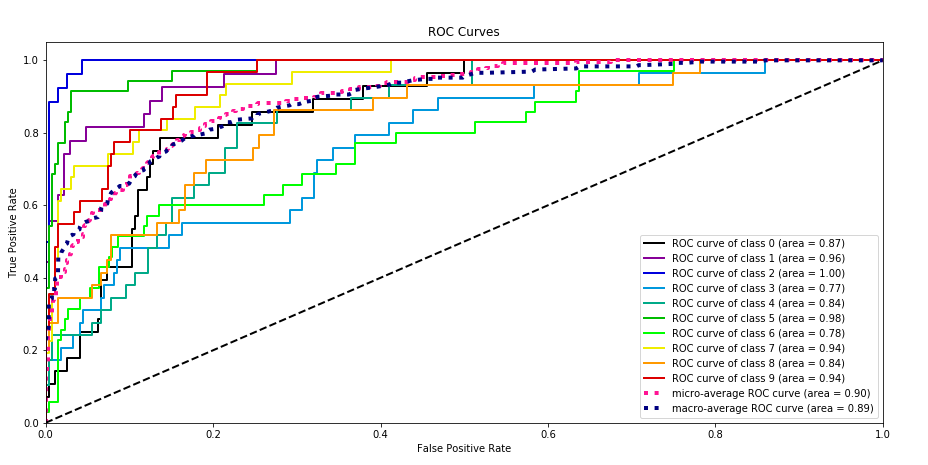 ROC Curves
1.0
0.8
0.6
0.4
0.2
0.0
True Positive Rate
0.0 0.2 0.4 0.6 0.8 1.0
False Positive Rate
ROC curve of class 0 (area = 0.87)
ROC curve of class 1 (area = 0.96)
ROC curve of class 2 (area = 1.00)
ROC curve of class 3 (area = 0.77)
ROC curve of class 4 (area = 0.84)
ROC curve of class 5 (area = 0.98)
ROC curve of class 6 (area = 0.78)
ROC curve of class 7 (area = 0.94)
ROC curve of class 8 (area = 0.84)
ROC curve of class 9 (area = 0.94)
micro-average ROC curve (area = 0.90)
macro-average ROC curve (area = 0.89)